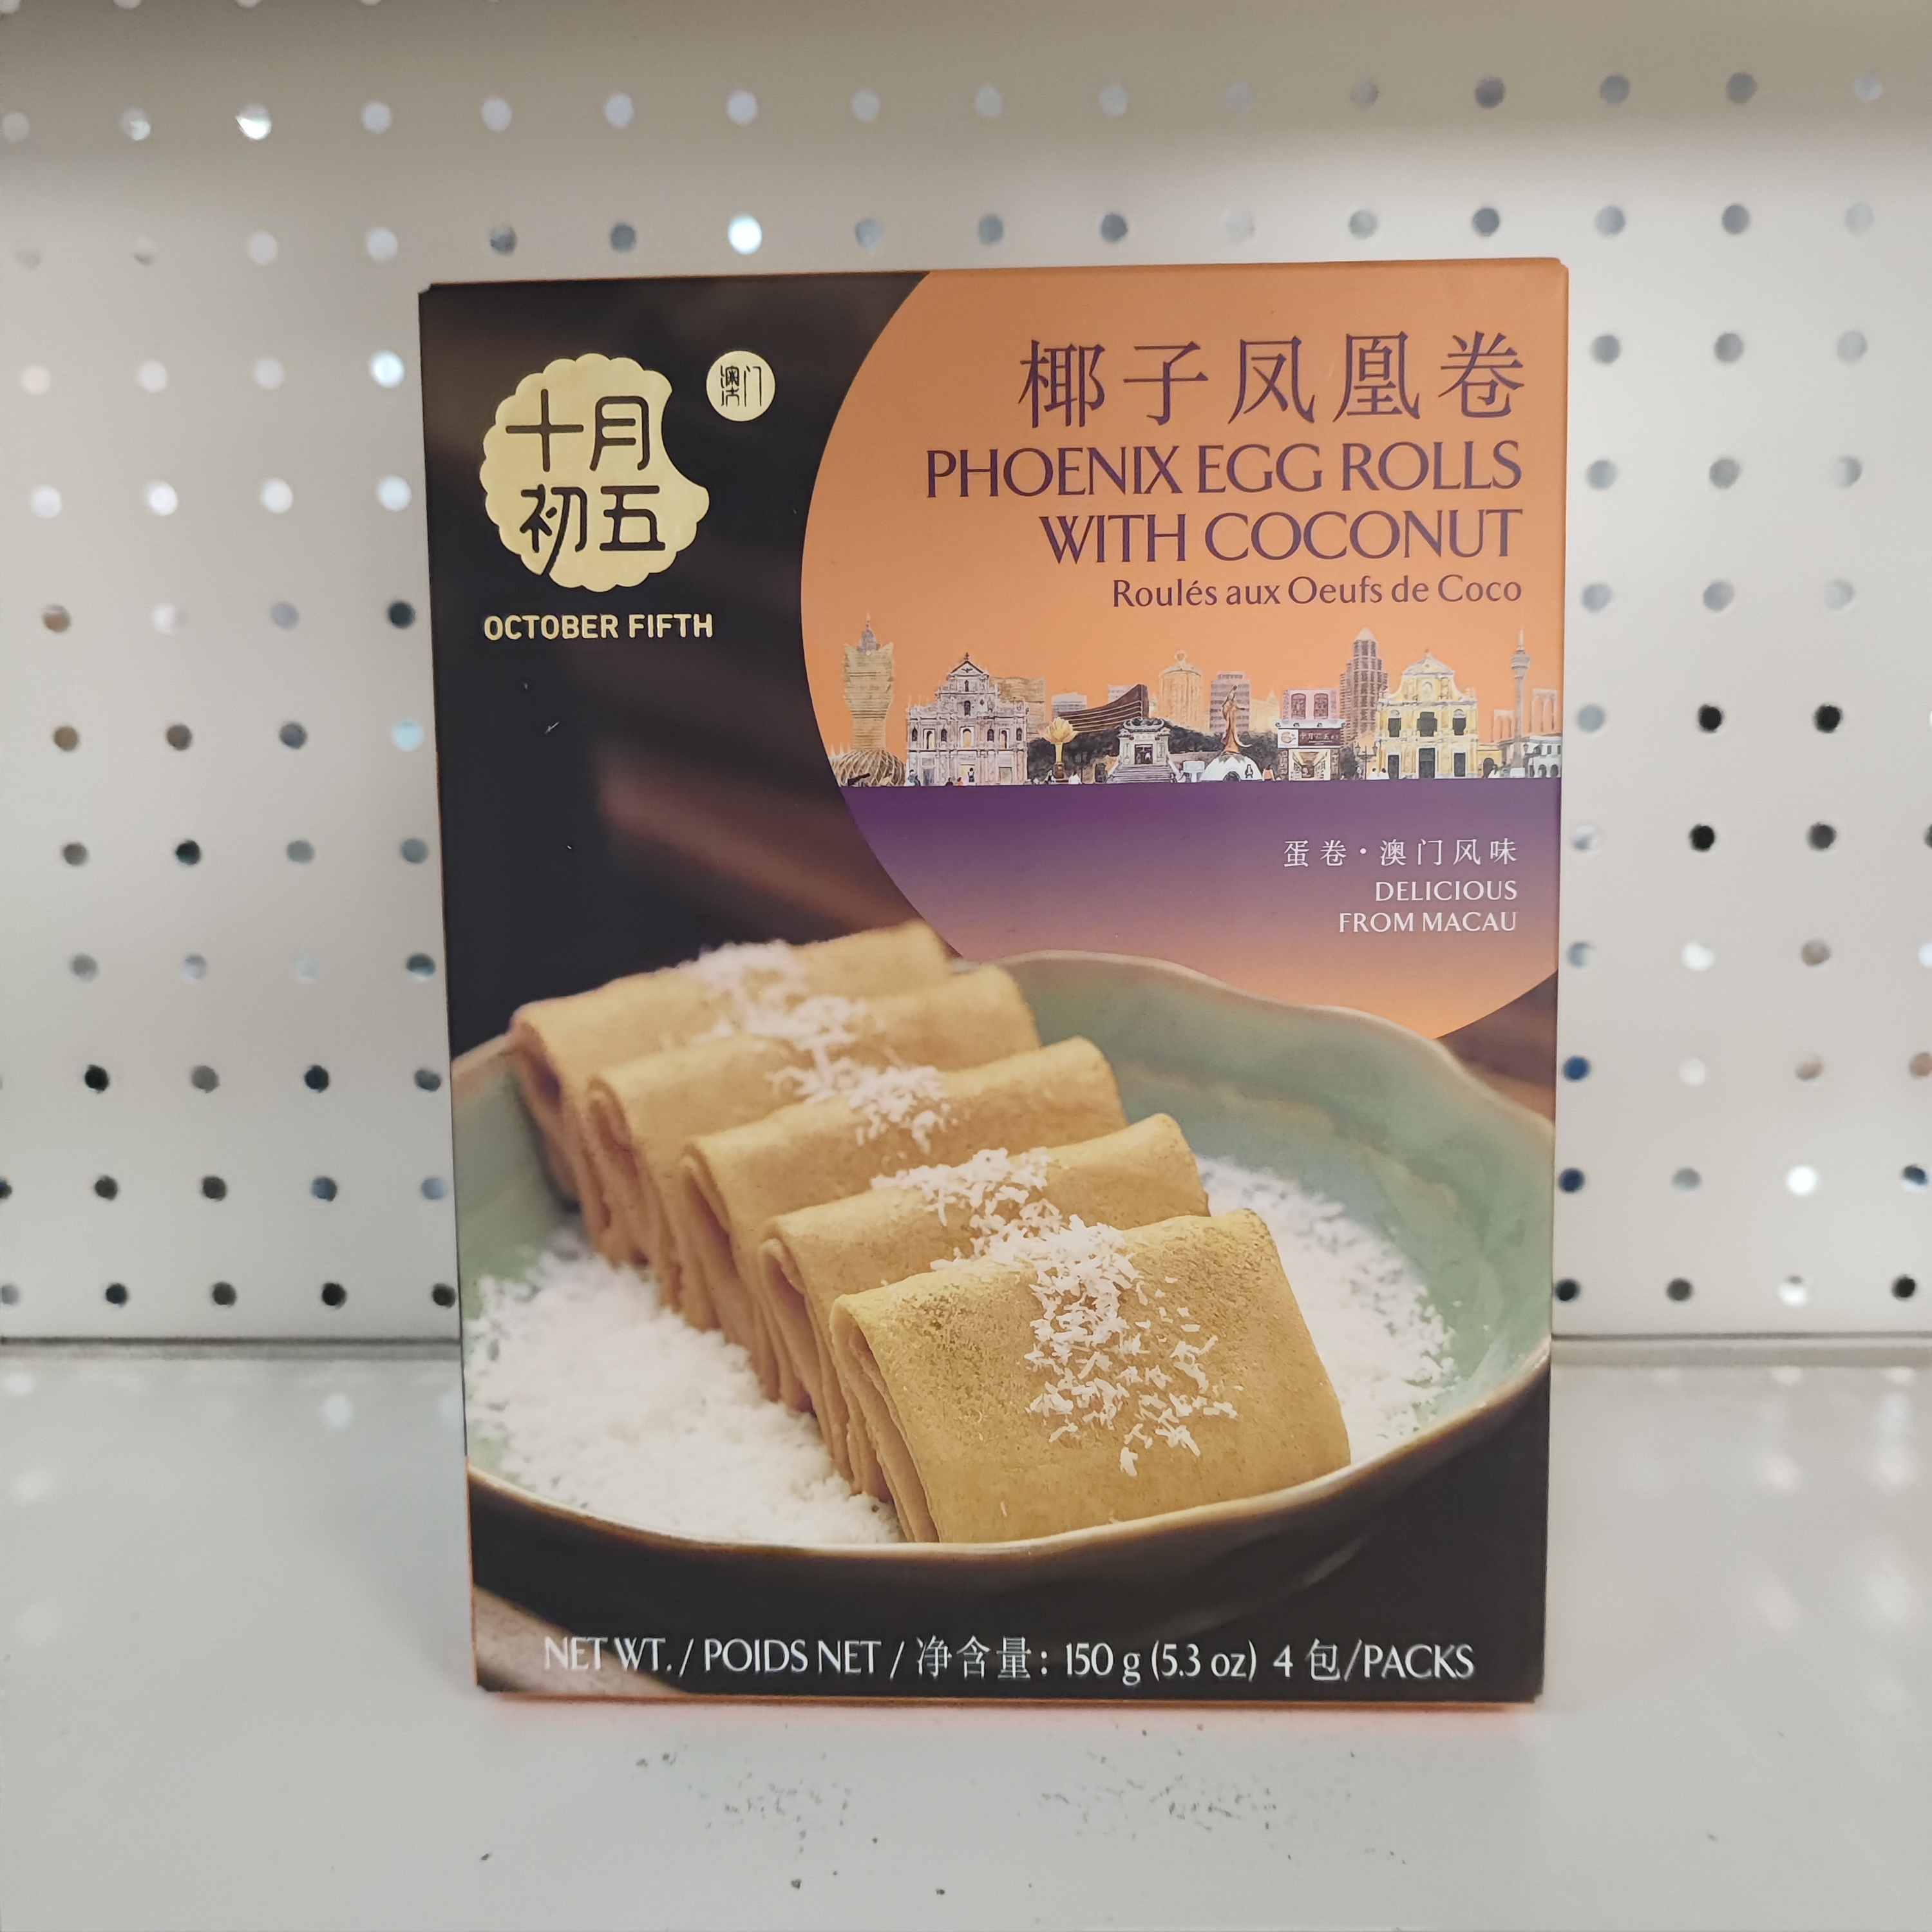 十月
初五
澳门
OCTOBER FIFTH
椰子凤凰卷
PHOENIX EGG ROLLS
WITH COCONUT
Roulés aux Oeufs de Coco
蛋卷·澳门风味
DELICIOUS
FROM MACAU
NET WT. / POIDS NET / 净含量: 150 g (5.3 oz) 4 包/PACKS